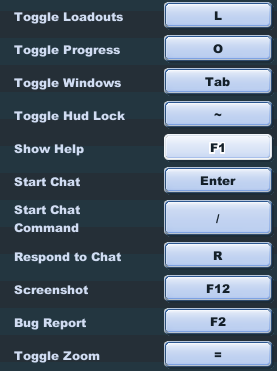 Toggle Loadouts L
Toggle Progress O
Toggle Windows Tab
Toggle Hud Lock ~
Show Help F1
Start Chat Enter
Start Chat
Command /
Respond to Chat R
Screenshot F12
Bug Report F2
Toggle Zoom =